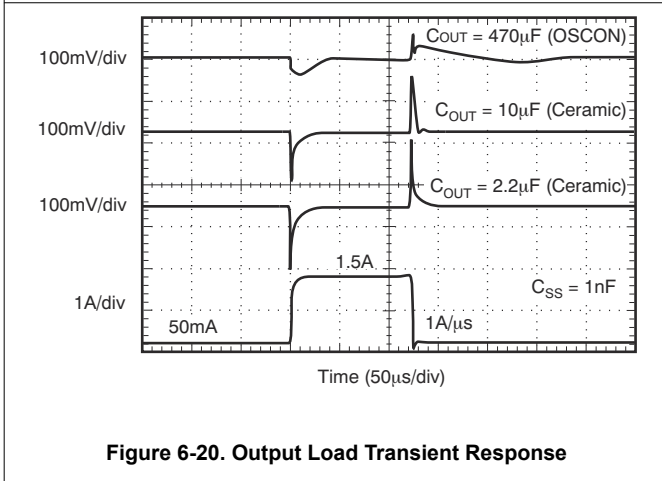 C_OUT = 470μF (OSCON)
100mV/div
C_OUT = 10μF (Ceramic)
100mV/div
C_OUT = 2.2μF (Ceramic)
100mV/div
1.5A
C_SS = 1nF
1A/div
50mA
1A/μs
Time (50μs/div)
Figure 6-20. Output Load Transient Response